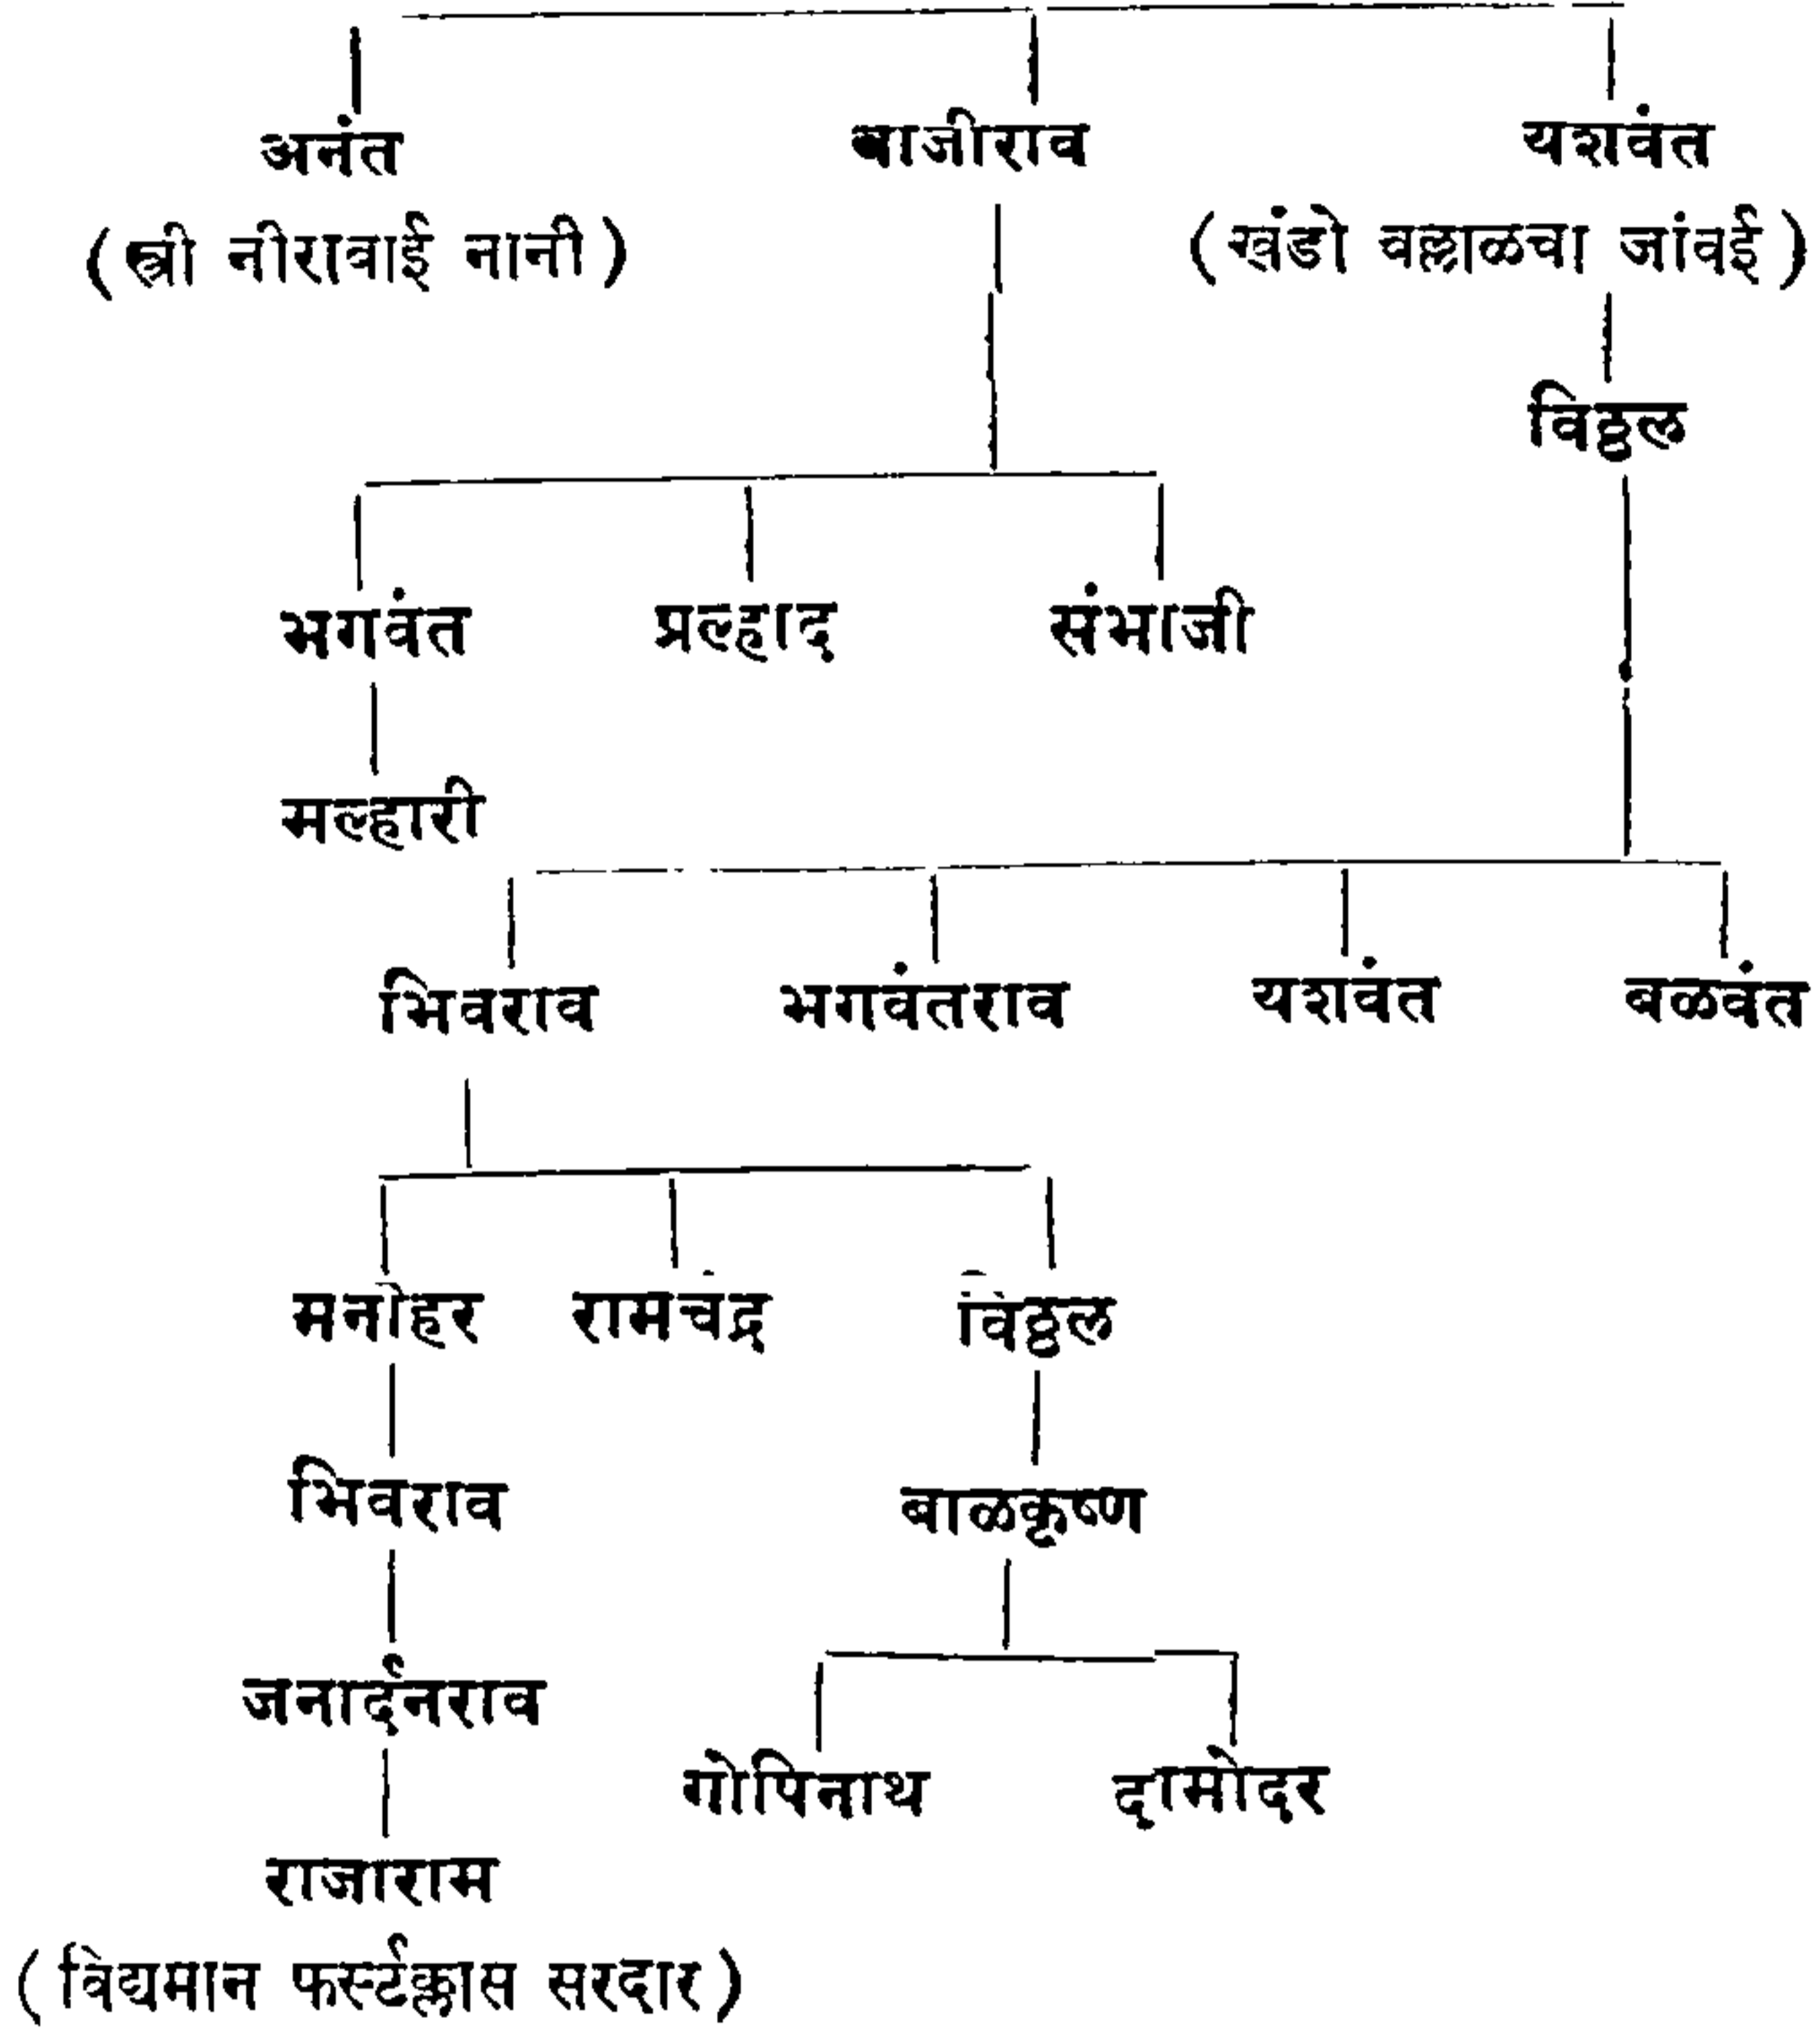 अनंत बाजीराव यशवंत
( स्त्री नीरावाई नानी ) ( खंडो वल्लाळचा जांवई )
विठ्ठल
भगवंत प्रल्हाद संभाजी
मल्हारी
भिवराव भगवंतराव यशवंत बळवंत
मनोहर रामचंद्र विठ्ठल
भिवराव बाळकृष्ण
जनार्दनराव
गोपिनाथ दामोदर
राजाराम
( विद्यमान फर्स्टक्लास सरदार )